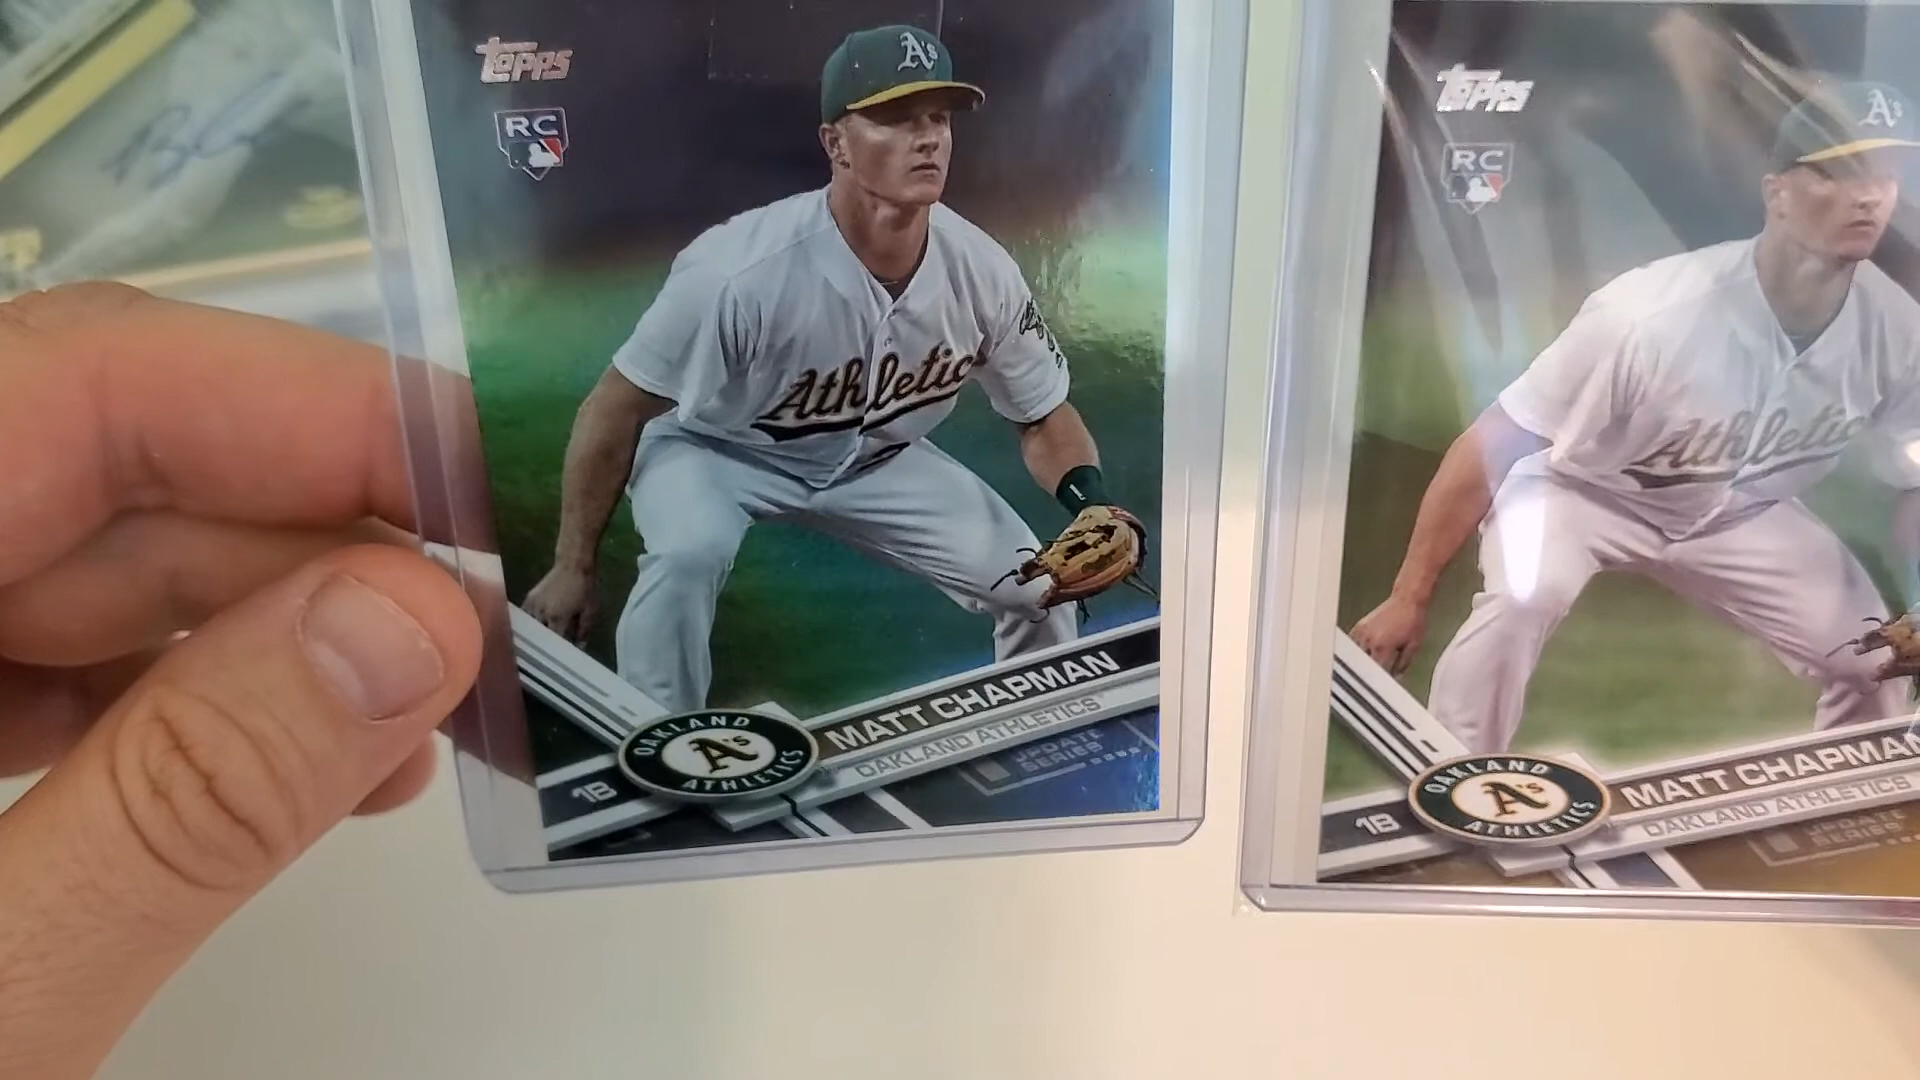 Topps
RC
A's
Athletics
MATT CHAPMAN
OAKLAND ATHLETICS
UPDATE
SERIES
1B
OAKLAND
A's
ATHLETICS
Topps
RC
A's
Athletics
MATT CHAPMAN
OAKLAND ATHLETICS
UPDATE
SERIES
1B
OAKLAND
A's
ATHLETICS